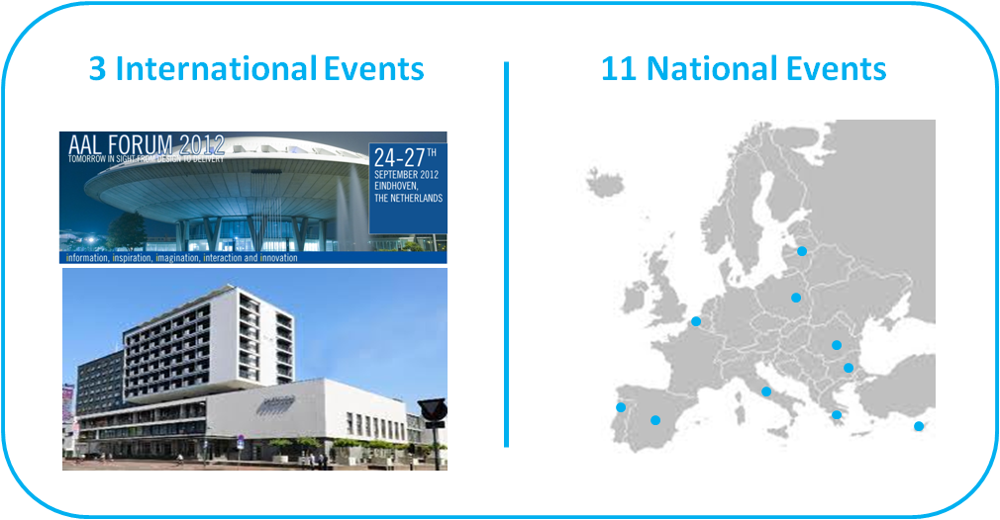 3 International Events
11 National Events
AAL FORUM 2012
TOMORROW IN SIGHT FROM DESIGN TO DELIVERY
24-27TH
SEPTEMBER 2012
EINDHOVEN,
THE NETHERLANDS
information, inspiration, imagination, interaction and innovation